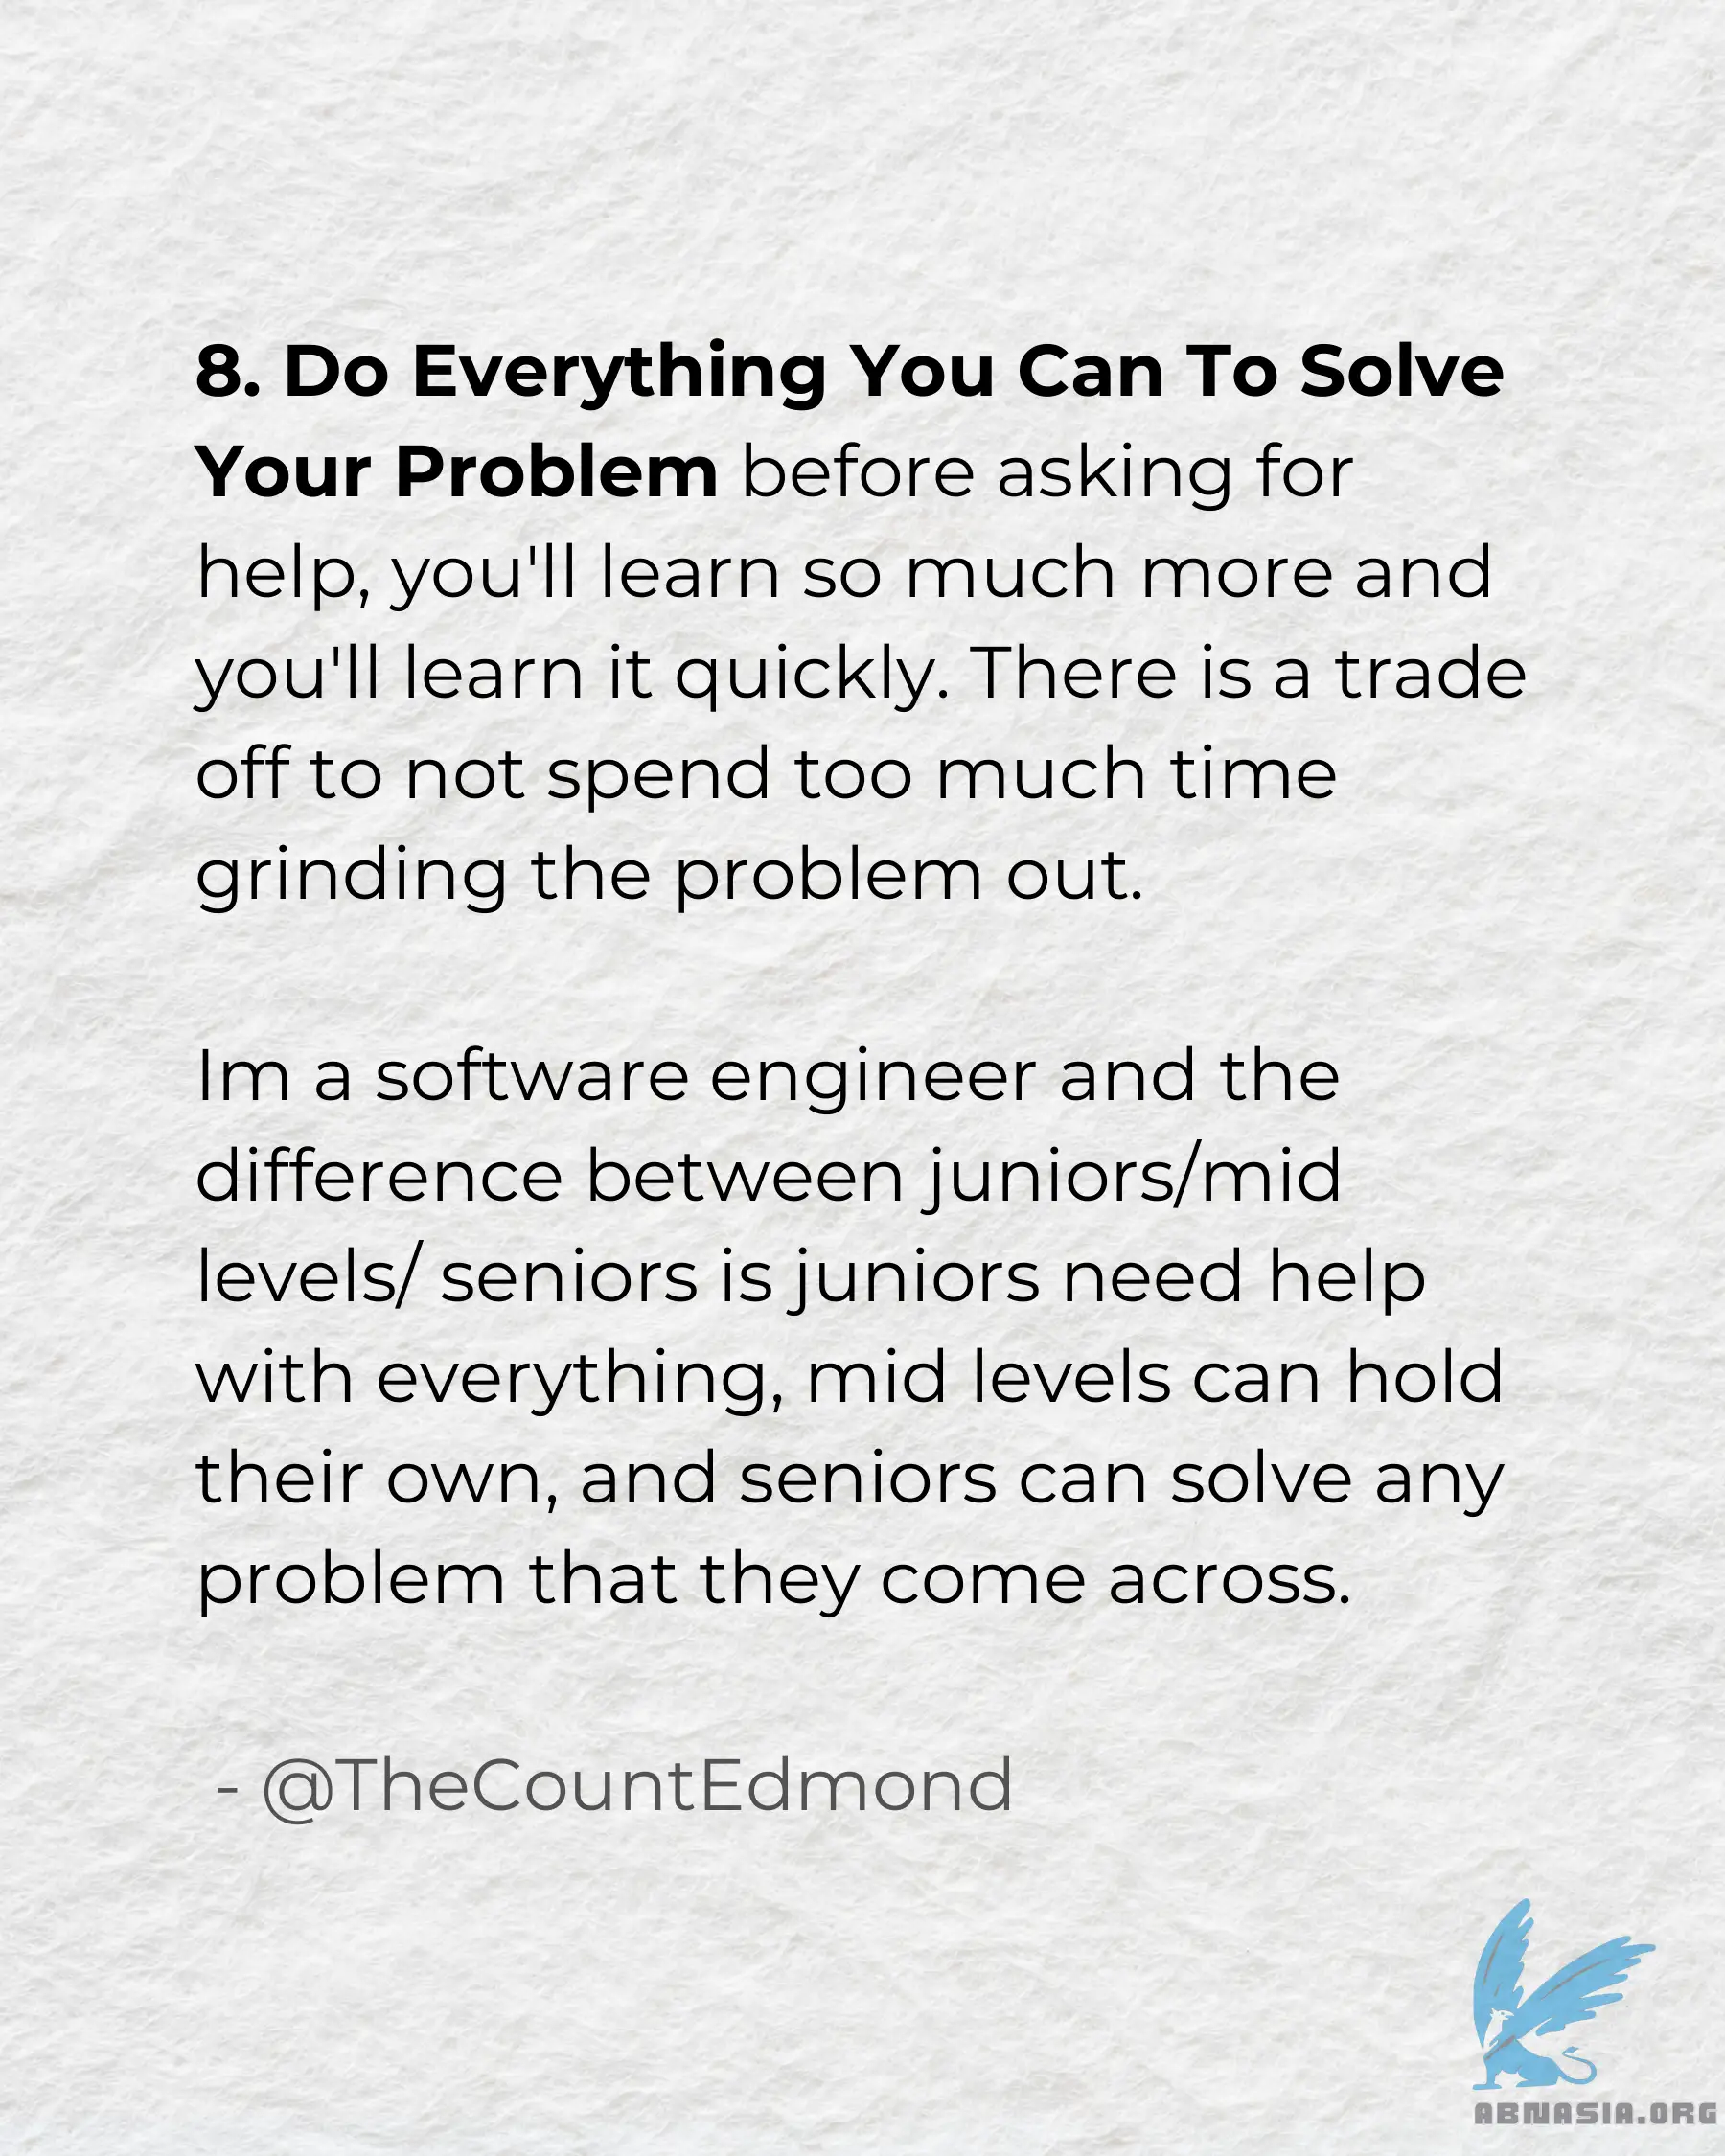 8. Do Everything You Can To Solve
Your Problem before asking for
help, you'll learn so much more and
you'll learn it quickly. There is a trade
off to not spend too much time
grinding the problem out.
Im a software engineer and the
difference between juniors/mid
levels/ seniors is juniors need help
with everything, mid levels can hold
their own, and seniors can solve any
problem that they come across.
- @TheCountEdmond
ABNASIA.ORG